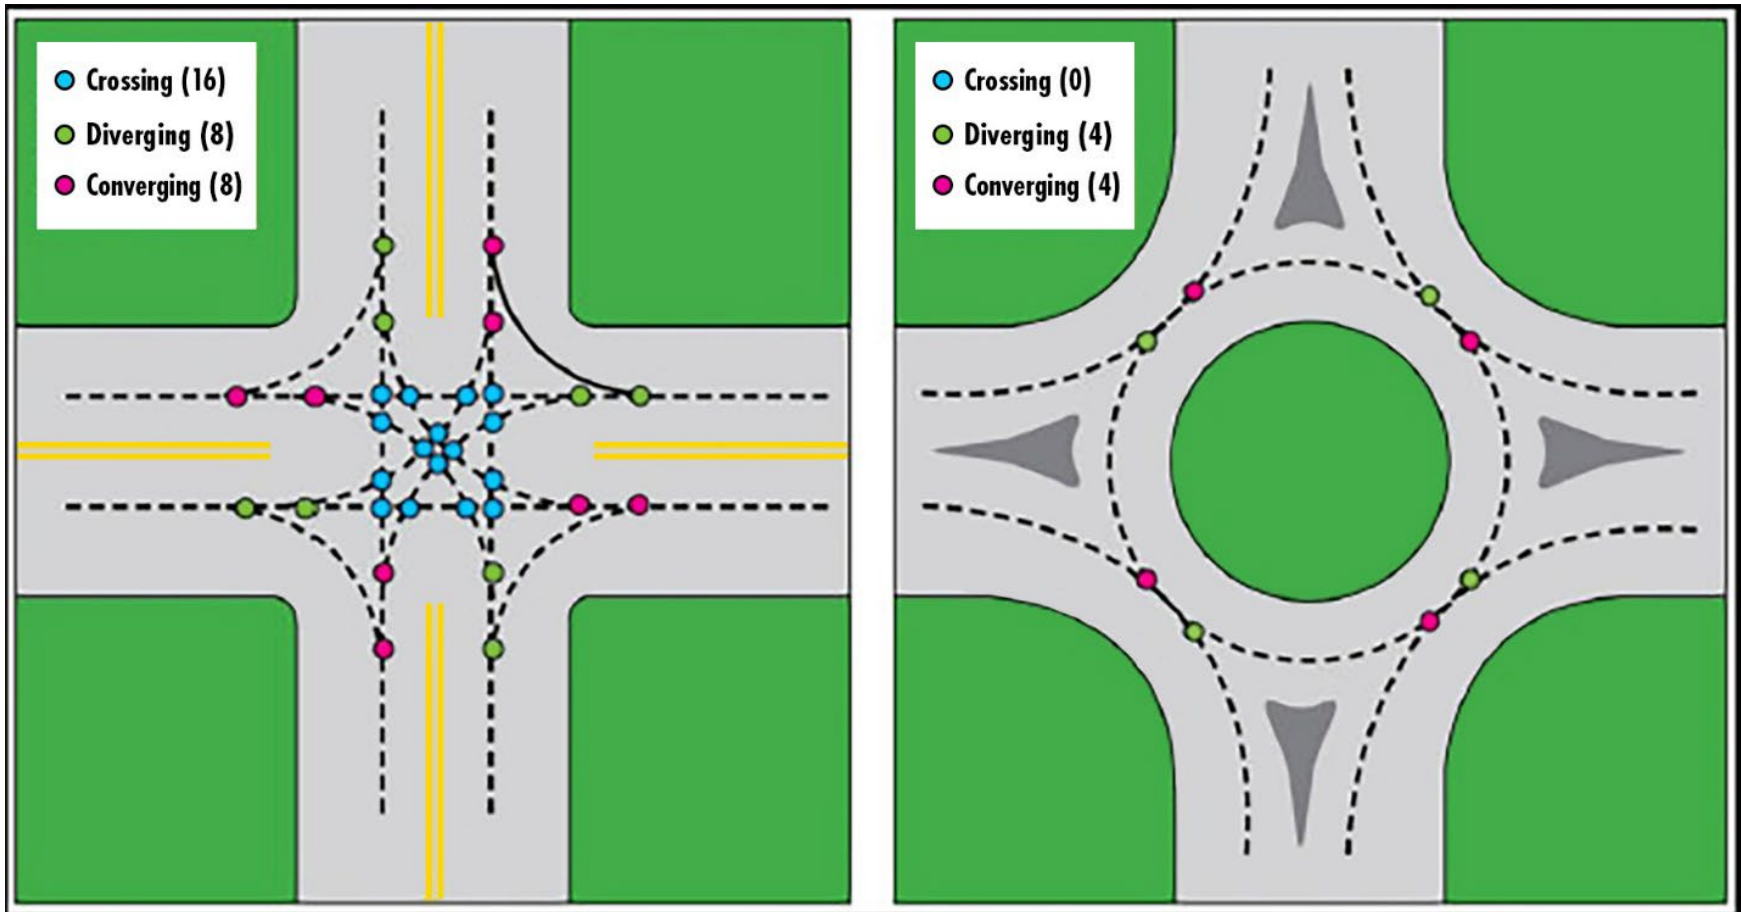 Crossing (16)
Diverging (8)
Converging (8)
Crossing (0)
Diverging (4)
Converging (4)